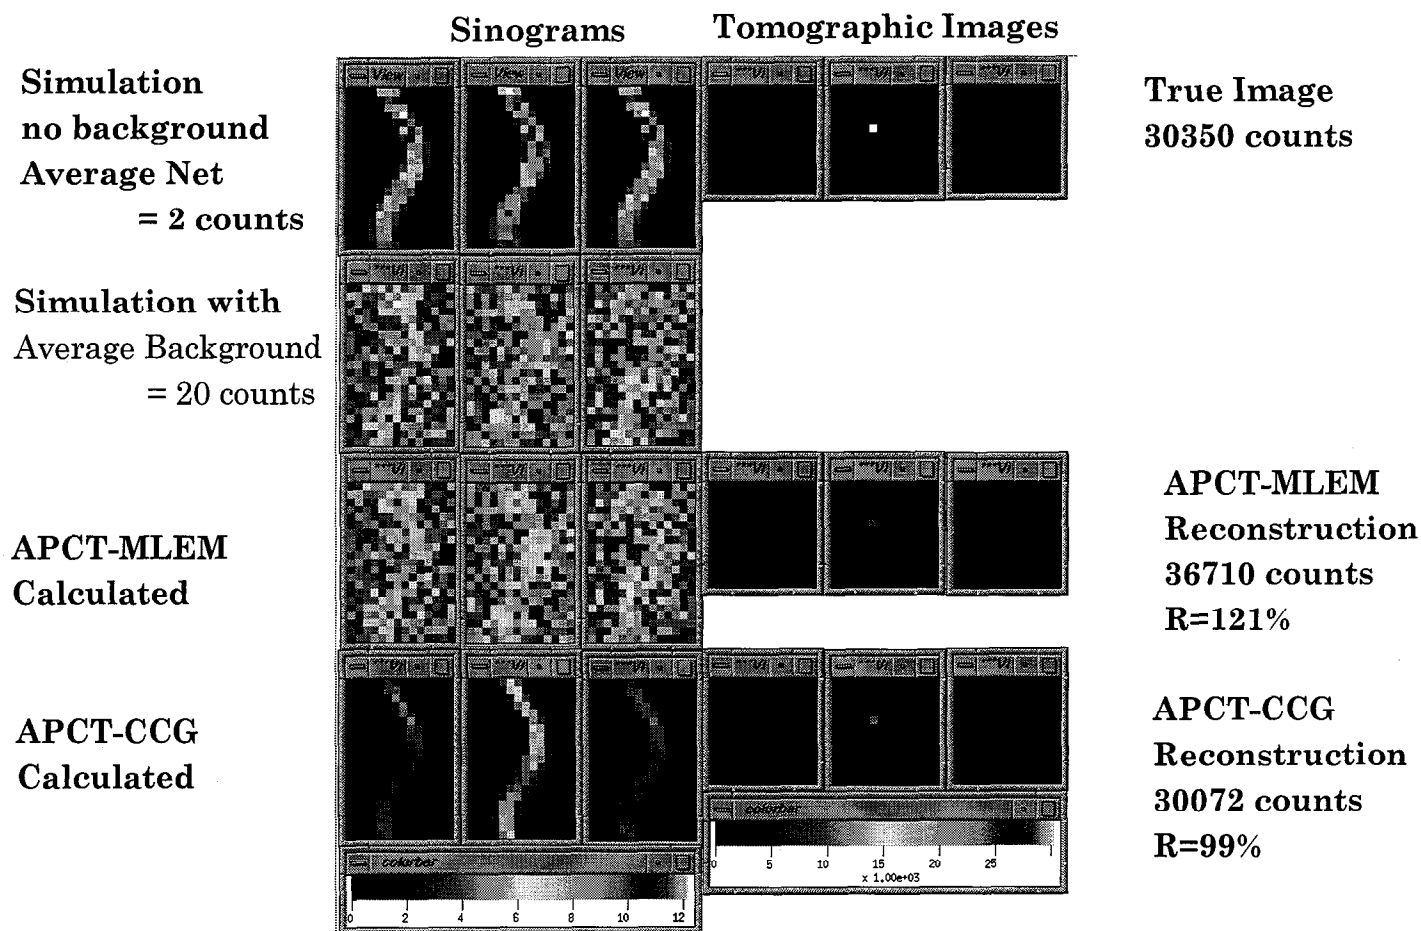 Sinograms
Tomographic Images
Simulation
no background
Average Net
= 2 counts
View
View
View
True Image
30350 counts
Simulation with
Average Background
= 20 counts
APCT-MLEM
Calculated
APCT-MLEM
Reconstruction
36710 counts
R=121%
APCT-CCG
Calculated
APCT-CCG
Reconstruction
30072 counts
R=99%
colorbar
0 5 10 15 20 25
x 1.00e+03
colorbar
0 2 4 6 8 10 12